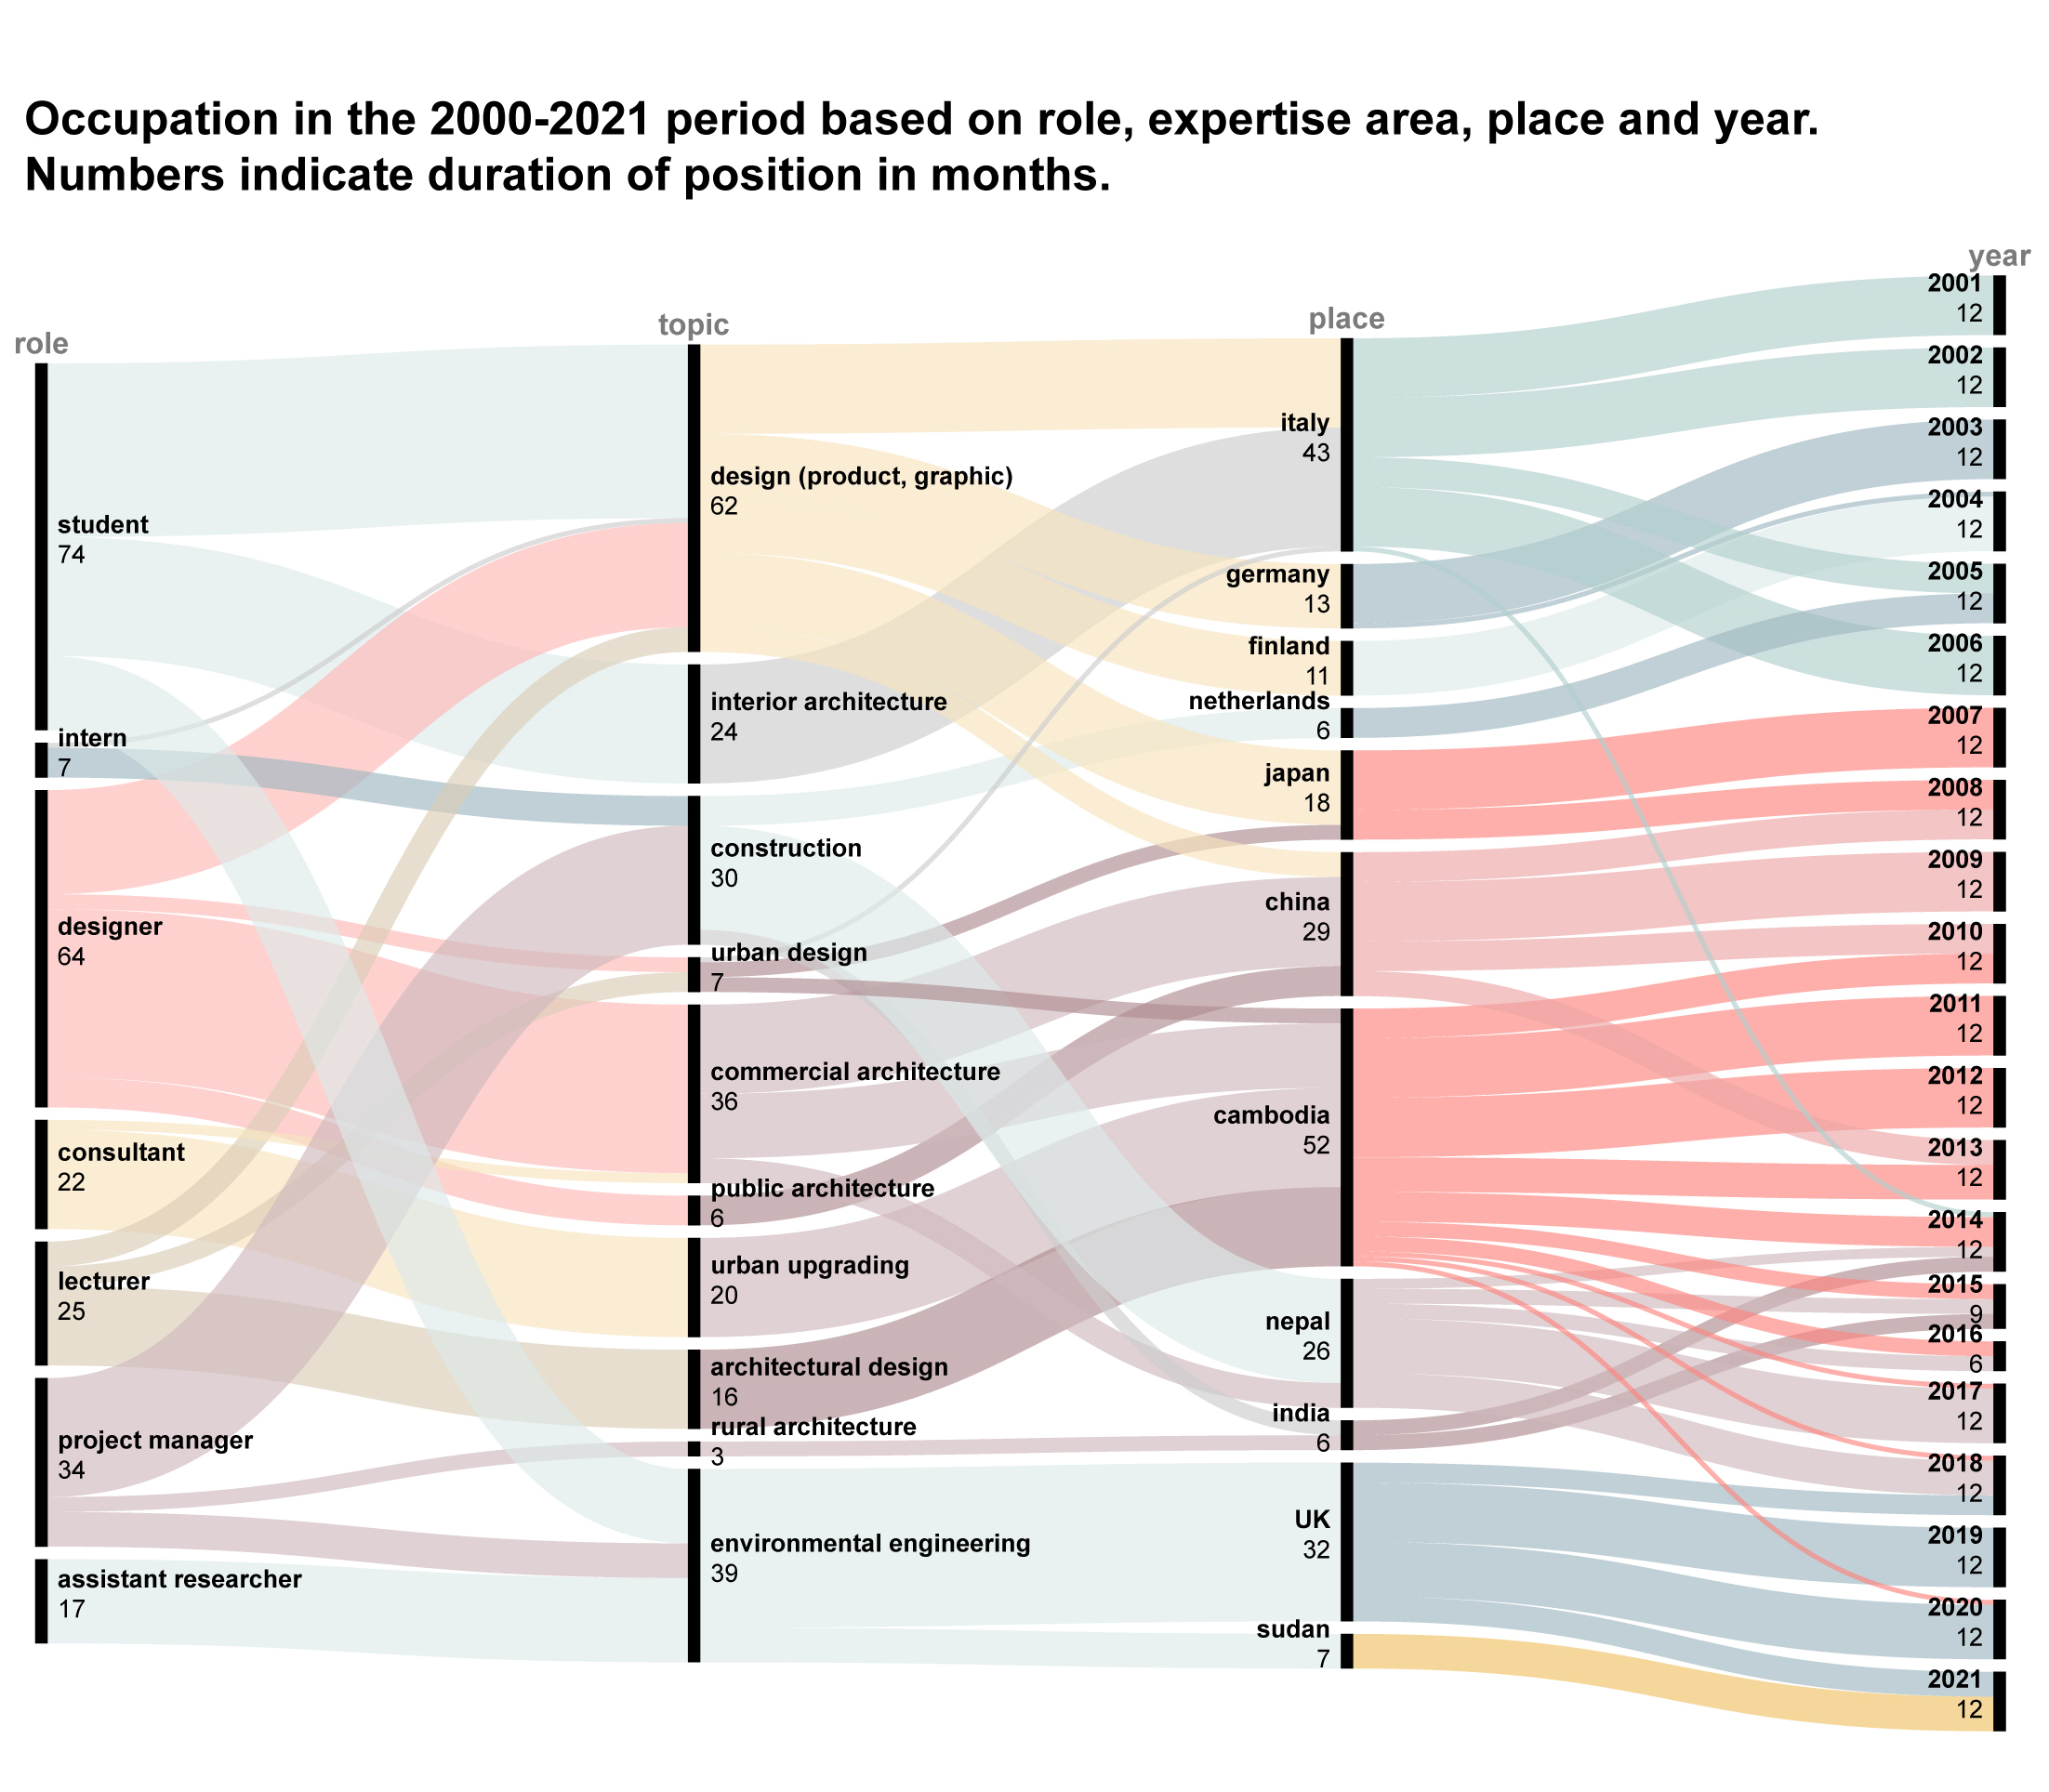 Occupation in the 2000-2021 period based on role, expertise area, place and year.
Numbers indicate duration of position in months.
role
student
74
intern
7
designer
64
consultant
22
lecturer
25
project manager
34
assistant researcher
17
topic
design (product, graphic)
62
interior architecture
24
construction
30
urban design
7
commercial architecture
36
public architecture
6
urban upgrading
20
architectural design
16
rural architecture
3
environmental engineering
39
place
italy
43
germany
13
finland
11
netherlands
6
japan
18
china
29
cambodia
52
nepal
26
india
6
UK
32
sudan
7
year
2001
12
2002
12
2003
12
2004
12
2005
12
2006
12
2007
12
2008
12
2009
12
2010
12
2011
12
2012
12
2013
12
2014
12
2015
9
2016
6
2017
12
2018
12
2019
12
2020
12
2021
12